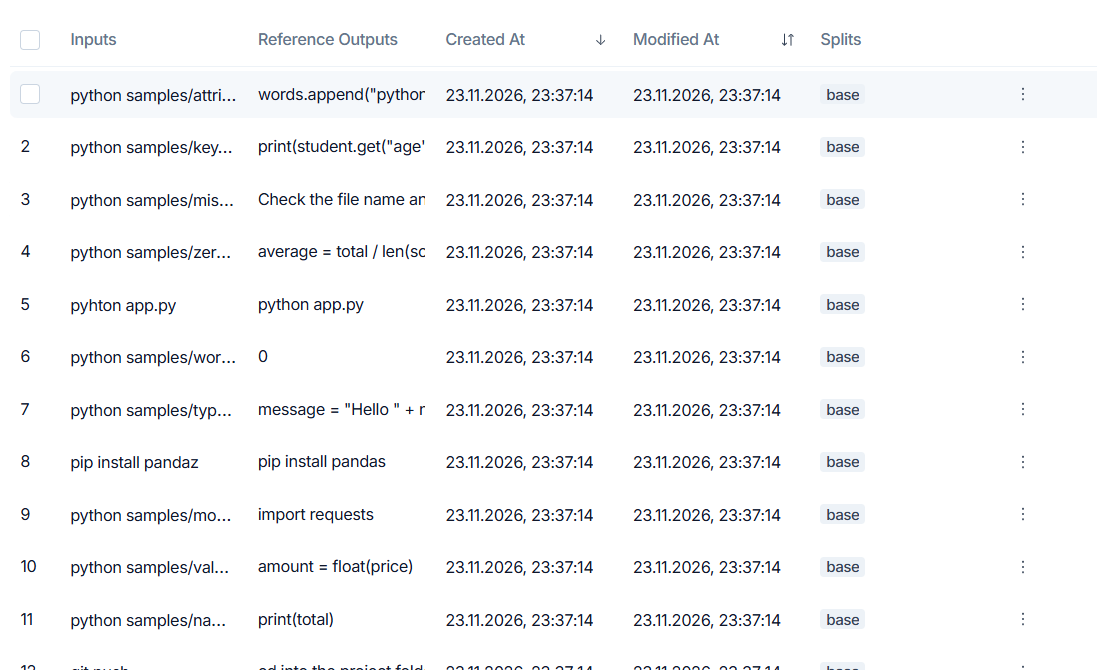 Inputs Reference Outputs Created At Modified At Splits
python samples/attri... words.append("python 23.11.2026, 23:37:14 23.11.2026, 23:37:14 base
2 python samples/key... print(student.get("age" 23.11.2026, 23:37:14 23.11.2026, 23:37:14 base
3 python samples/mis... Check the file name an 23.11.2026, 23:37:14 23.11.2026, 23:37:14 base
4 python samples/zer... average = total / len(sc 23.11.2026, 23:37:14 23.11.2026, 23:37:14 base
5 pyhton app.py python app.py 23.11.2026, 23:37:14 23.11.2026, 23:37:14 base
6 python samples/wor... 0 23.11.2026, 23:37:14 23.11.2026, 23:37:14 base
7 python samples/typ... message = "Hello " + r 23.11.2026, 23:37:14 23.11.2026, 23:37:14 base
8 pip install pandaz pip install pandas 23.11.2026, 23:37:14 23.11.2026, 23:37:14 base
9 python samples/mo... import requests 23.11.2026, 23:37:14 23.11.2026, 23:37:14 base
10 python samples/val... amount = float(price) 23.11.2026, 23:37:14 23.11.2026, 23:37:14 base
11 python samples/na... print(total) 23.11.2026, 23:37:14 23.11.2026, 23:37:14 base